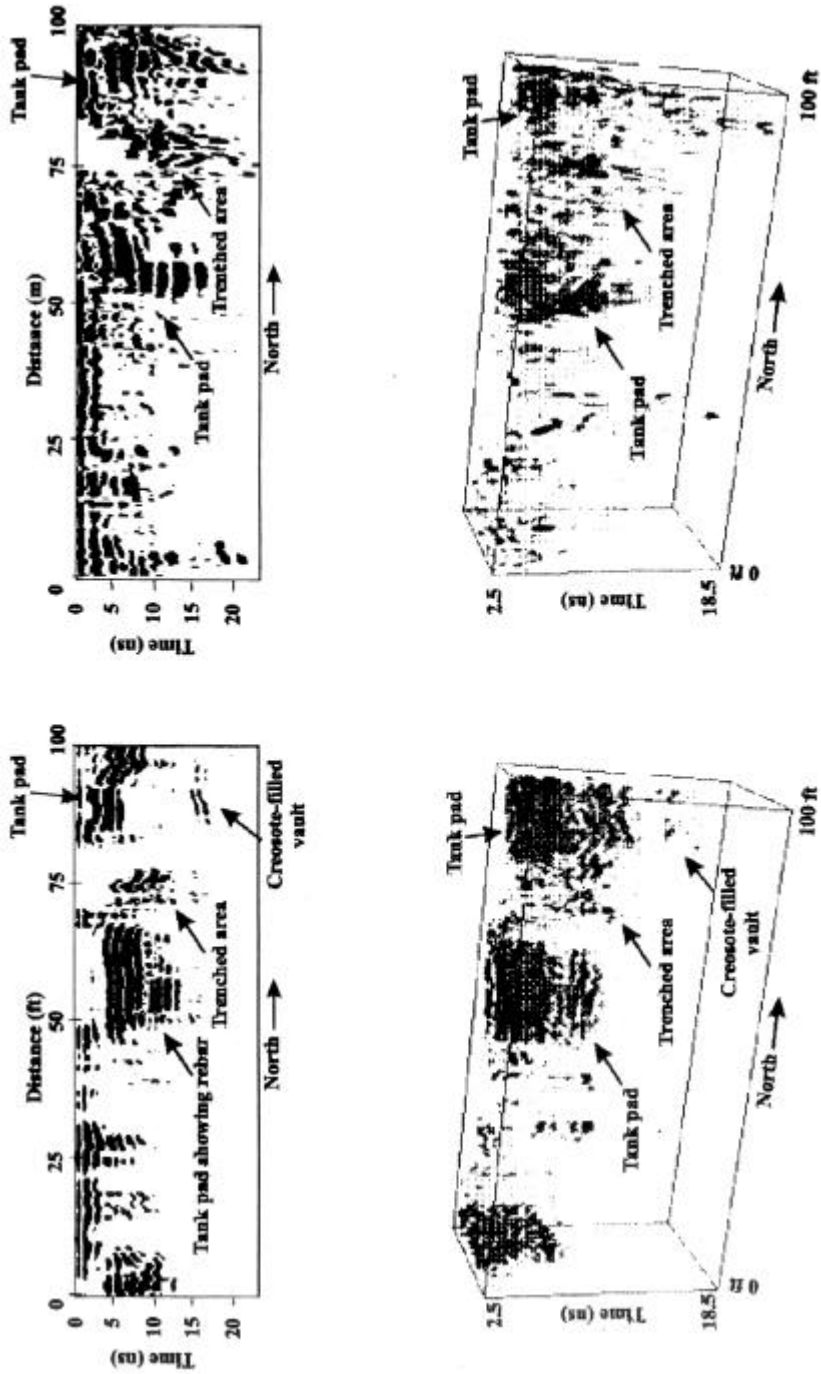 Tank pad
Distance (ft)
0
25
50
75
100
0
5
10
15
20
Time (ns)
Tank pad showing rebar
Trenched area
Creosote-filled
vault
North
Tank pad
Distance (m)
0
25
50
75
100
0
5
10
15
20
Time (ns)
Tank pad
Trenched area
North
Tank pad
2.5
Time (ns)
18.5
0 ft
Tank pad
Trenched area
Creosote-filled
vault
North
100 ft
Tank pad
2.5
Time (ns)
18.5
0 ft
Tank pad
Trenched area
North
100 ft